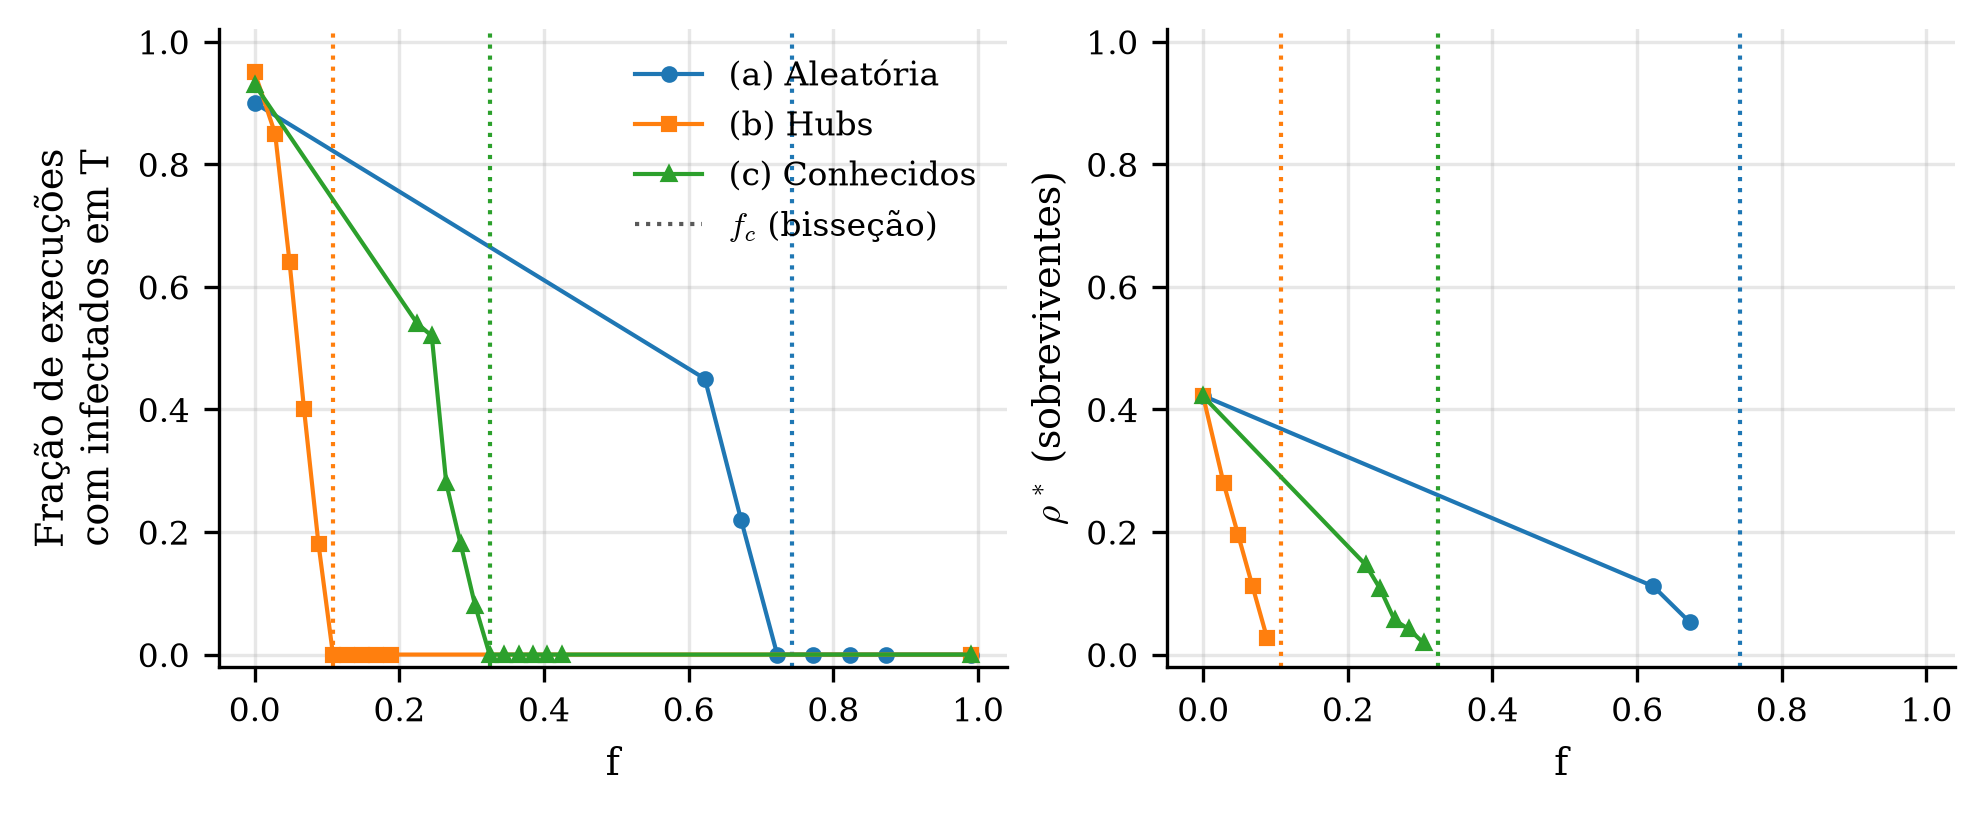 Fração de execuções
com infectados em T
1.0
0.8
0.6
0.4
0.2
0.0
0.0 0.2 0.4 0.6 0.8 1.0
f
(a) Aleatória
(b) Hubs
(c) Conhecidos
f_c (bisseção)
ρ* (sobreviventes)
1.0
0.8
0.6
0.4
0.2
0.0
0.0 0.2 0.4 0.6 0.8 1.0
f